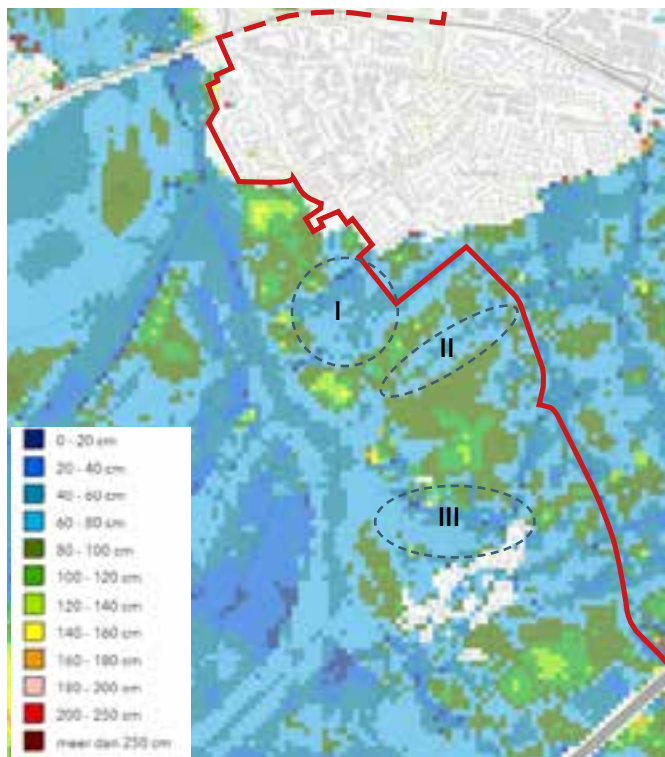 I
II
III
0 - 20 cm
20 - 40 cm
40 - 60 cm
60 - 80 cm
80 - 100 cm
100 - 120 cm
120 - 140 cm
140 - 160 cm
160 - 180 cm
180 - 200 cm
200 - 250 cm
meer dan 250 cm